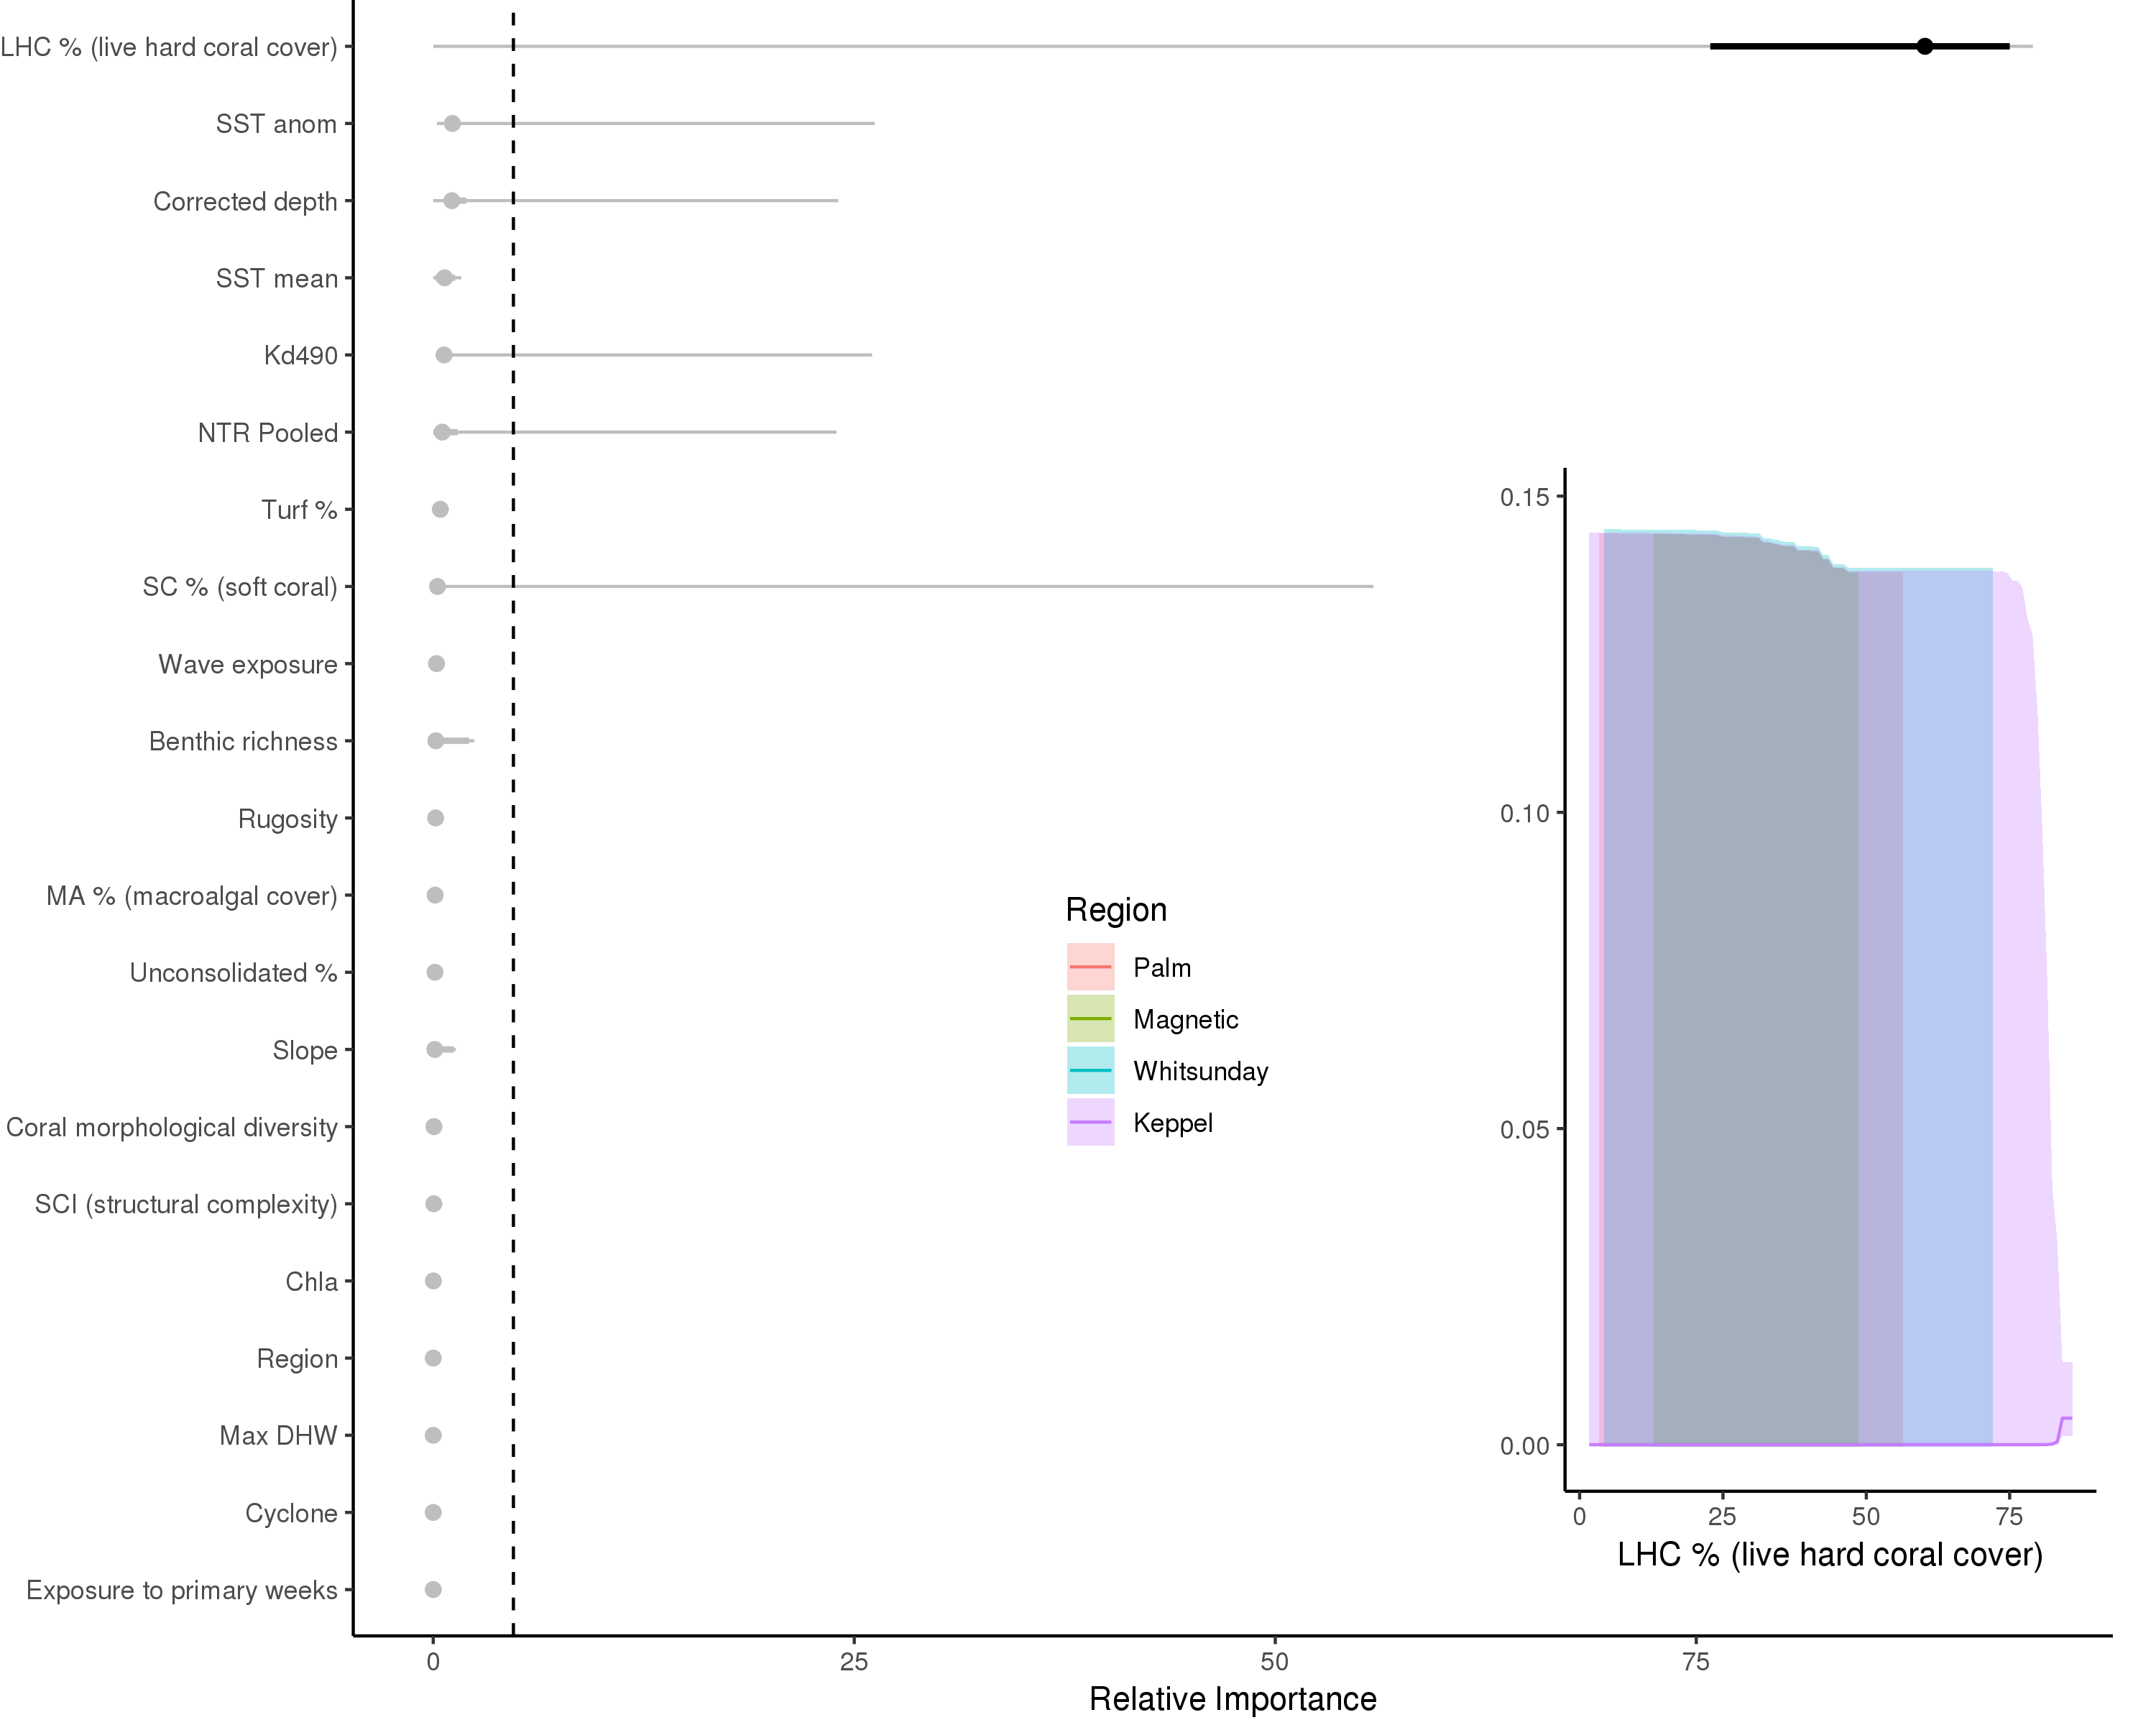 LHC % (live hard coral cover)
SST anom
Corrected depth
SST mean
Kd490
NTR Pooled
Turf %
SC % (soft coral)
Wave exposure
Benthic richness
Rugosity
MA % (macroalgal cover)
Unconsolidated %
Slope
Coral morphological diversity
SCI (structural complexity)
Chla
Region
Max DHW
Cyclone
Exposure to primary weeks
0 25 50 75
Relative Importance
Region
Palm
Magnetic
Whitsunday
Keppel
0.15
0.10
0.05
0.00
0 25 50 75
LHC % (live hard coral cover)